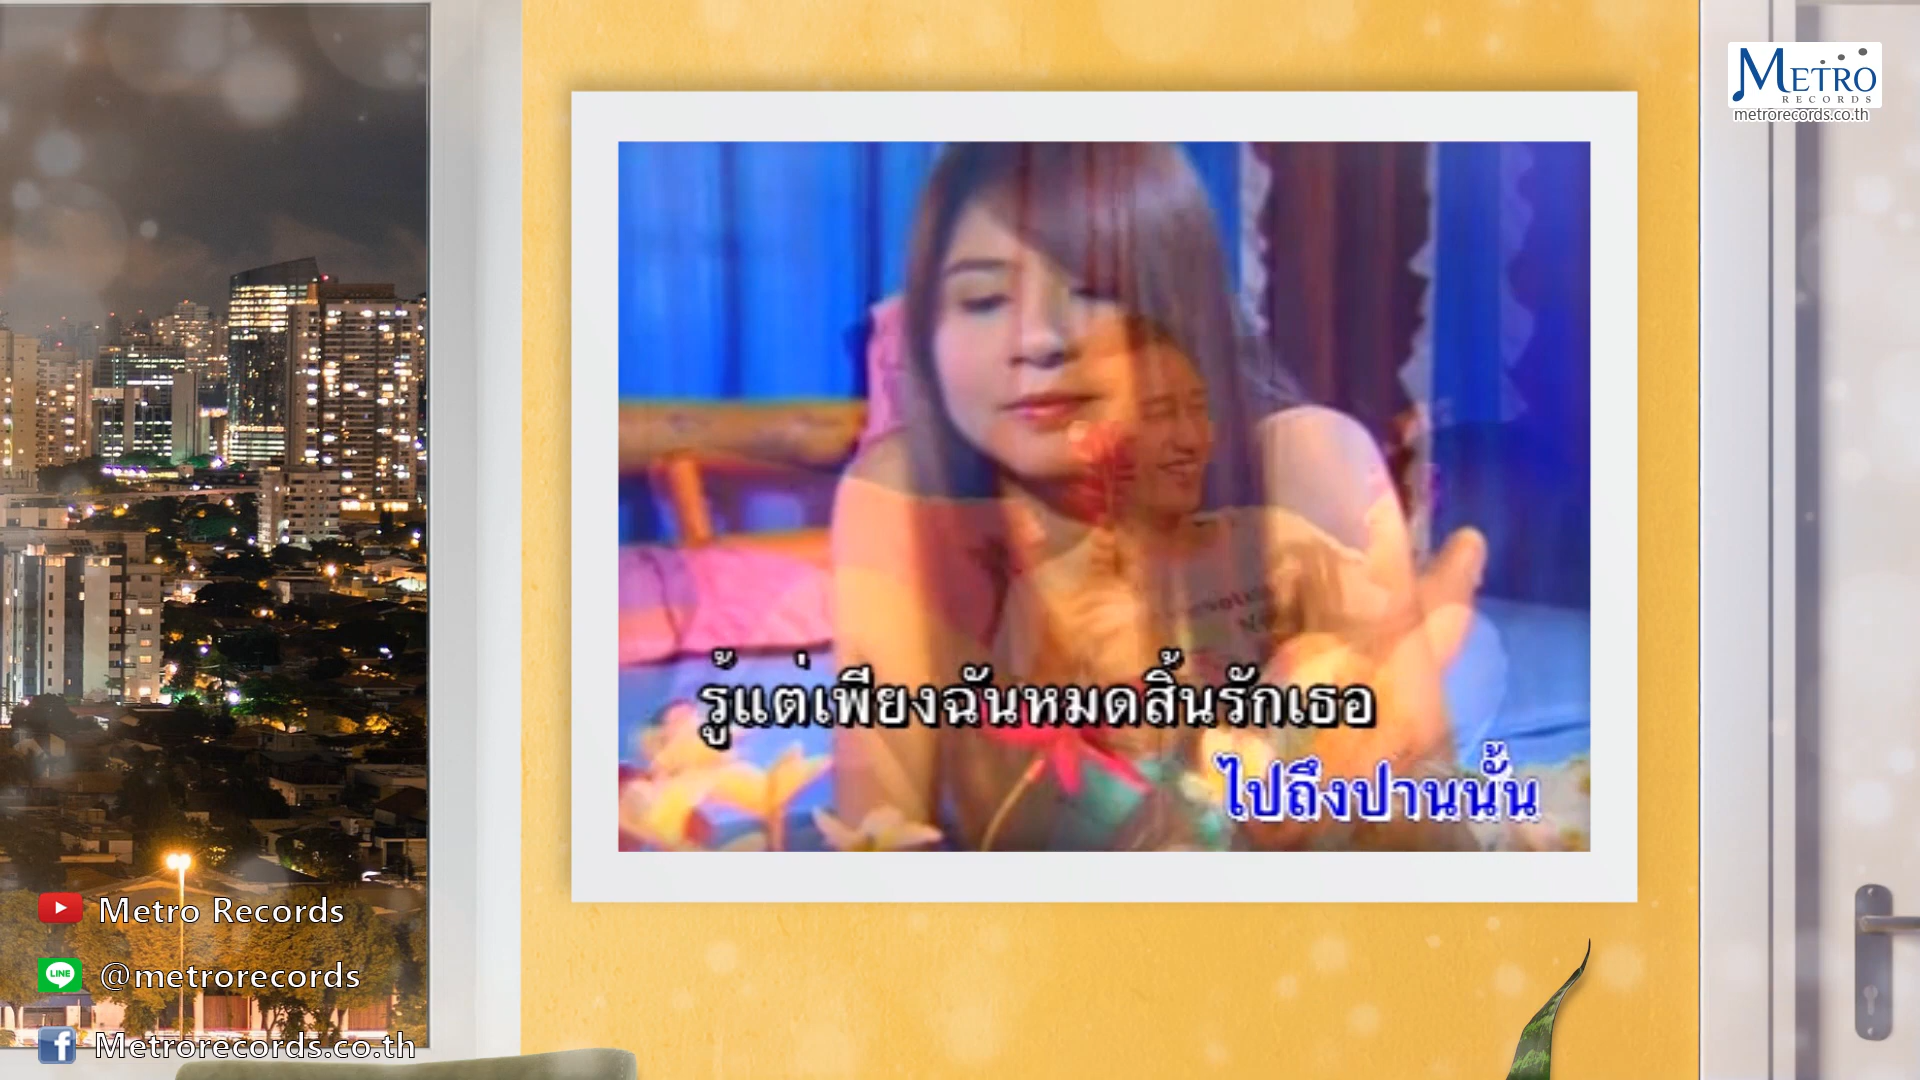 METRO
RECORDS
metrorecords.co.th
รู้แต่เพียงฉันหมดสิ้นรักเธอ
ไปถึงปานนั้น
Metro Records
LINE
@metrorecords
Metrorecords.co.th